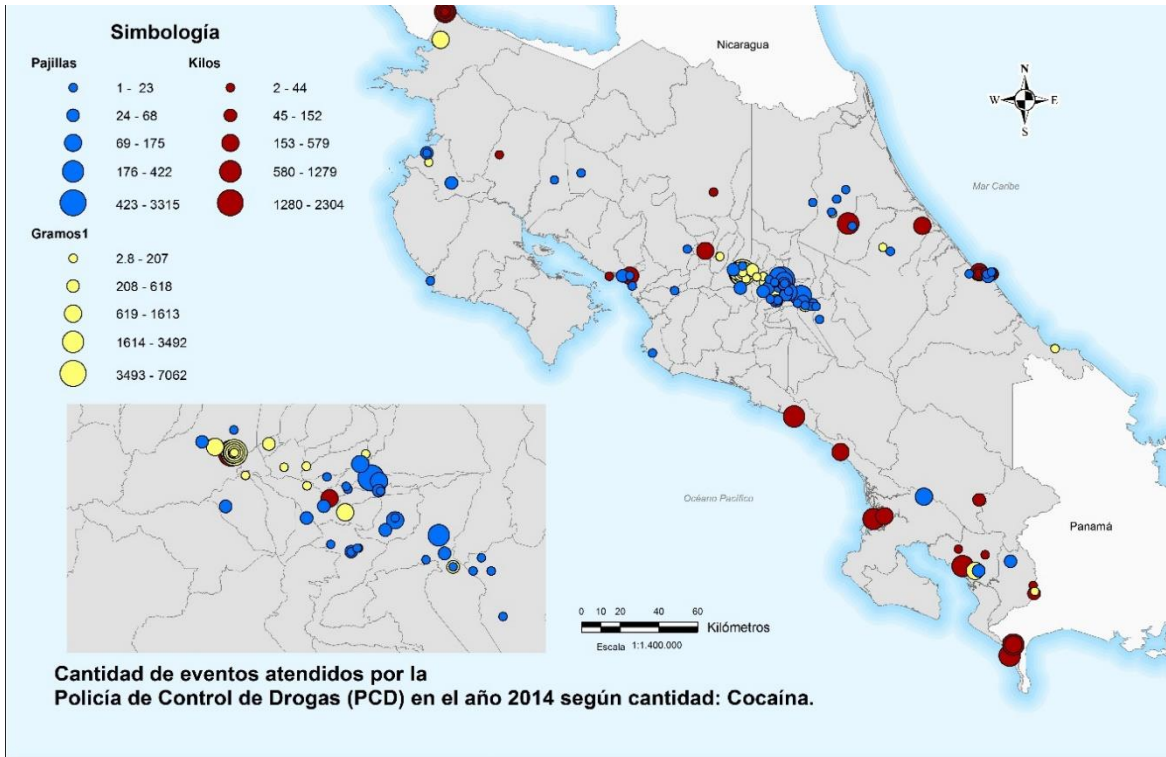 Simbología
Pajillas
1 - 23
24 - 68
69 - 175
176 - 422
423 - 3315
Kilos
2 - 44
45 - 152
153 - 579
580 - 1279
1280 - 2304
Gramos1
2.8 - 207
208 - 618
619 - 1613
1614 - 3492
3493 - 7062
Nicaragua
N
W
E
S
Mar Caribe
Océano Pacífico
Panamá
0 10 20 40 60
Kilómetros
Escala 1:1.400.000
Cantidad de eventos atendidos por la
Policía de Control de Drogas (PCD) en el año 2014 según cantidad: Cocaína.